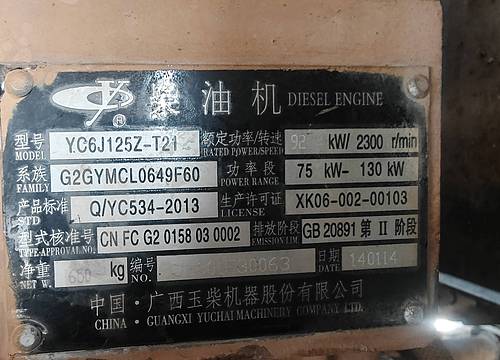 柴油机 DIESEL ENGINE
型号 MODEL YC6J125Z-T21 额定功率/转速 RATED POWER/SPEED 92 kW/ 2300 r/min
系族 FAMILY G2GYMCL0649F60 功率段 POWER RANGE 75 kW- 130 kW
产品标准 STD Q/YC534-2013 生产许可证 LICENSE XK06-002-00103
型式核准号 TYPE-APPROVAL NO. CN FC G2 0158 03 0002 排放阶段 EMISSION LIM. GB 20891 第 II 阶段
净重 NET W. 650 kg 编号 NO. 日期 DATE 140114
中国·广西玉柴机器股份有限公司
CHINA · GUANGXI YUCHAI MACHINERY COMPANY LTD.